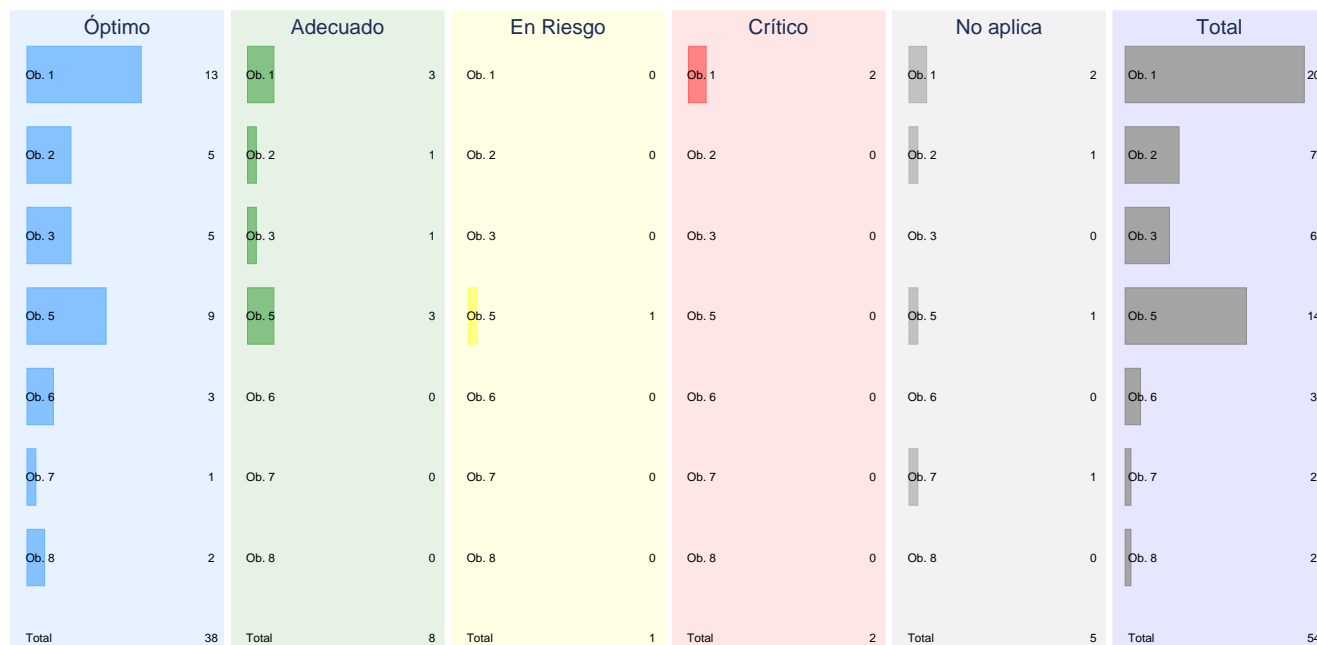 Óptimo Adecuado En Riesgo Crítico No aplica Total
Ob. 1 13 Ob. 1 3 Ob. 1 0 Ob. 1 2 Ob. 1 2 Ob. 1 20
Ob. 2 5 Ob. 2 1 Ob. 2 0 Ob. 2 0 Ob. 2 1 Ob. 2 7
Ob. 3 5 Ob. 3 1 Ob. 3 0 Ob. 3 0 Ob. 3 0 Ob. 3 6
Ob. 5 9 Ob. 5 3 Ob. 5 1 Ob. 5 0 Ob. 5 1 Ob. 5 14
Ob. 6 3 Ob. 6 0 Ob. 6 0 Ob. 6 0 Ob. 6 0 Ob. 6 3
Ob. 7 1 Ob. 7 0 Ob. 7 0 Ob. 7 0 Ob. 7 1 Ob. 7 2
Ob. 8 2 Ob. 8 0 Ob. 8 0 Ob. 8 0 Ob. 8 0 Ob. 8 2
Total 38 Total 8 Total 1 Total 2 Total 5 Total 54